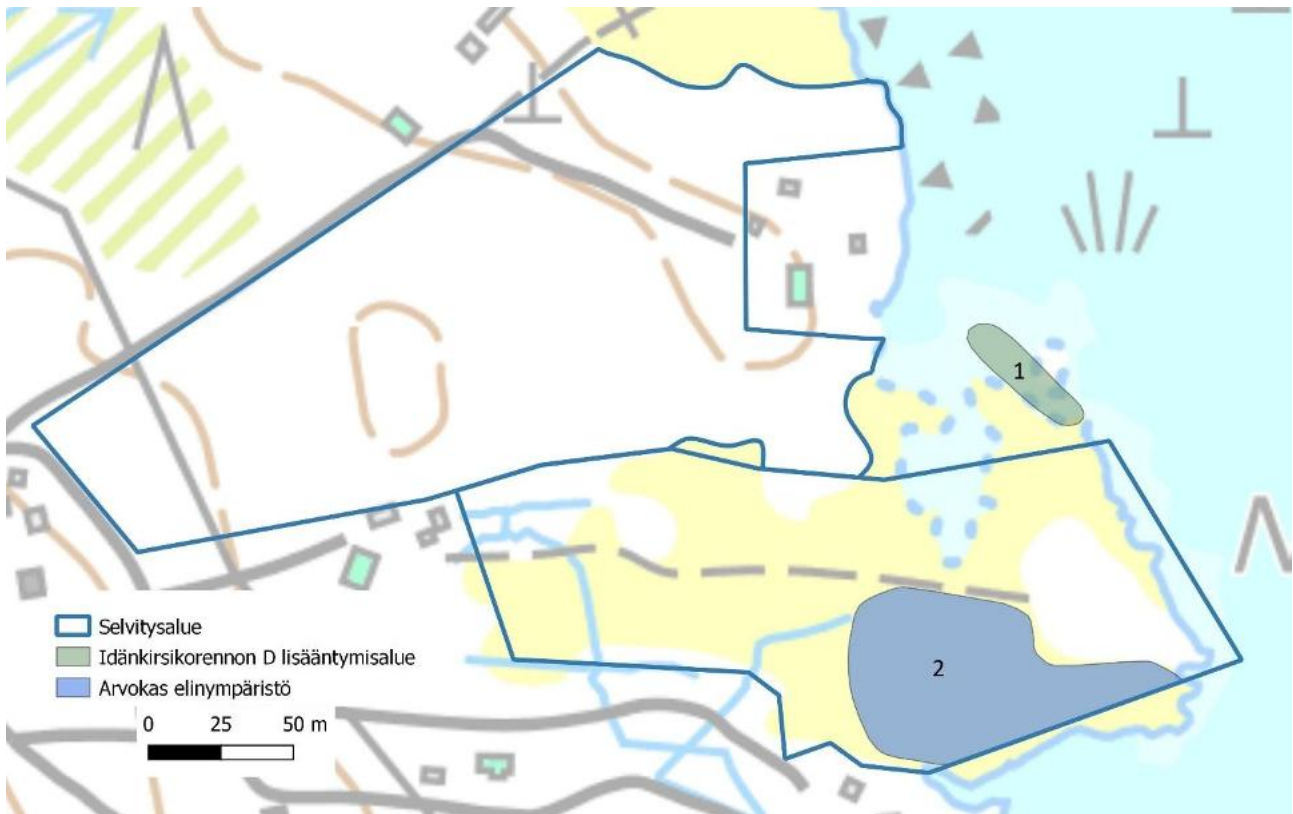 1
2
Selvitysalue
Idänkirsikorennon D lisääntymisalue
Arvokas elinympäristö
0 25 50 m